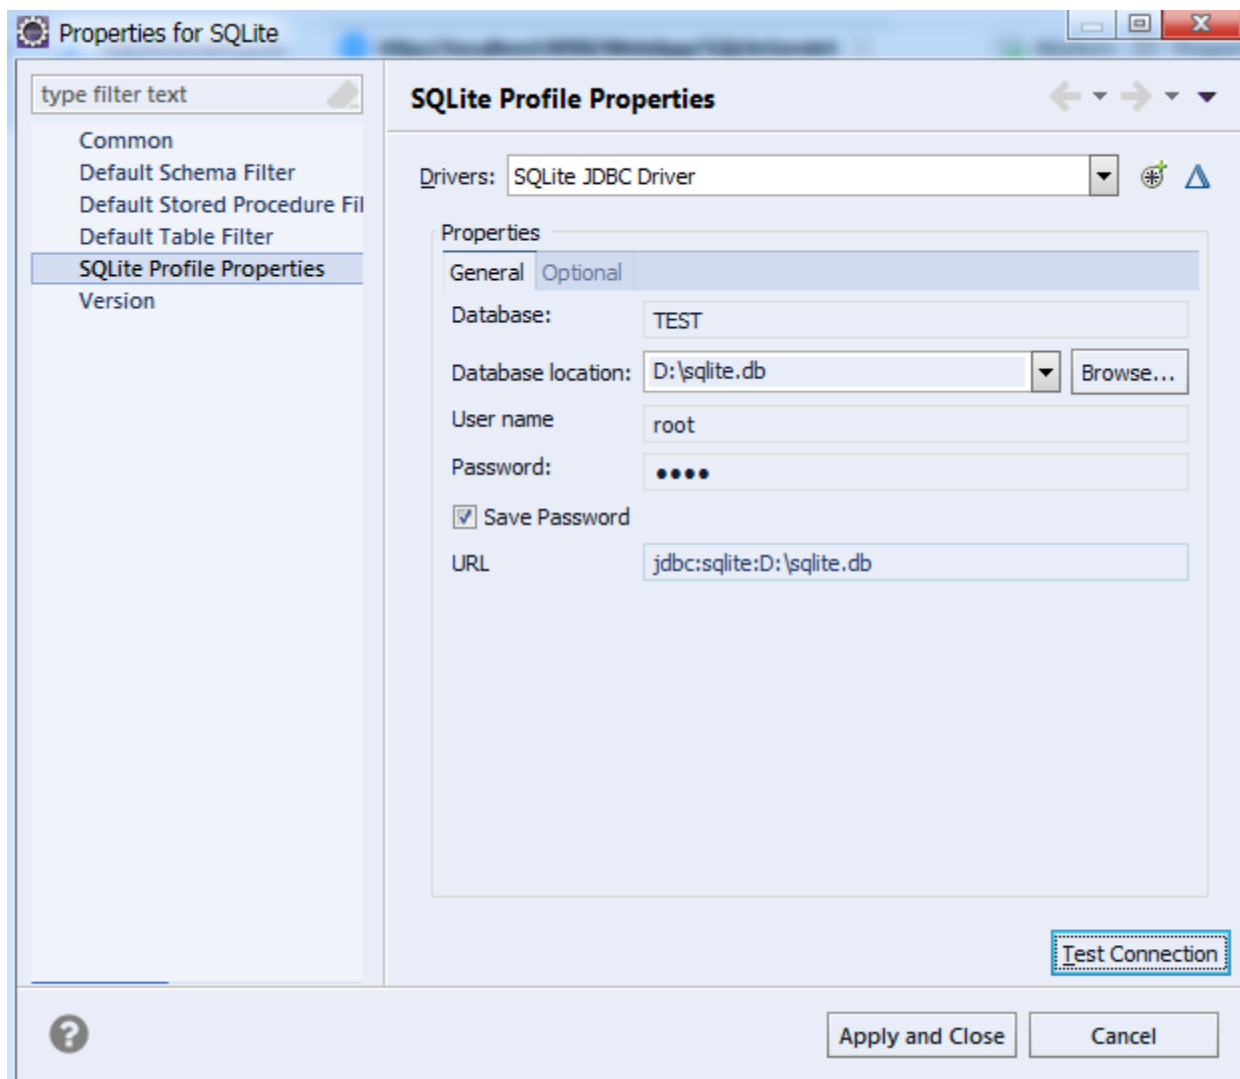 Properties for SQLite
type filter text
Common
Default Schema Filter
Default Stored Procedure Fil
Default Table Filter
SQLite Profile Properties
Version
SQLite Profile Properties
Drivers: SQLite JDBC Driver
Properties
General Optional
Database: TEST
Database location: D:\sqlite.db Browse...
User name root
Password: ●●●●
Save Password
URL jdbc:sqlite:D:\sqlite.db
Test Connection
? Apply and Close Cancel